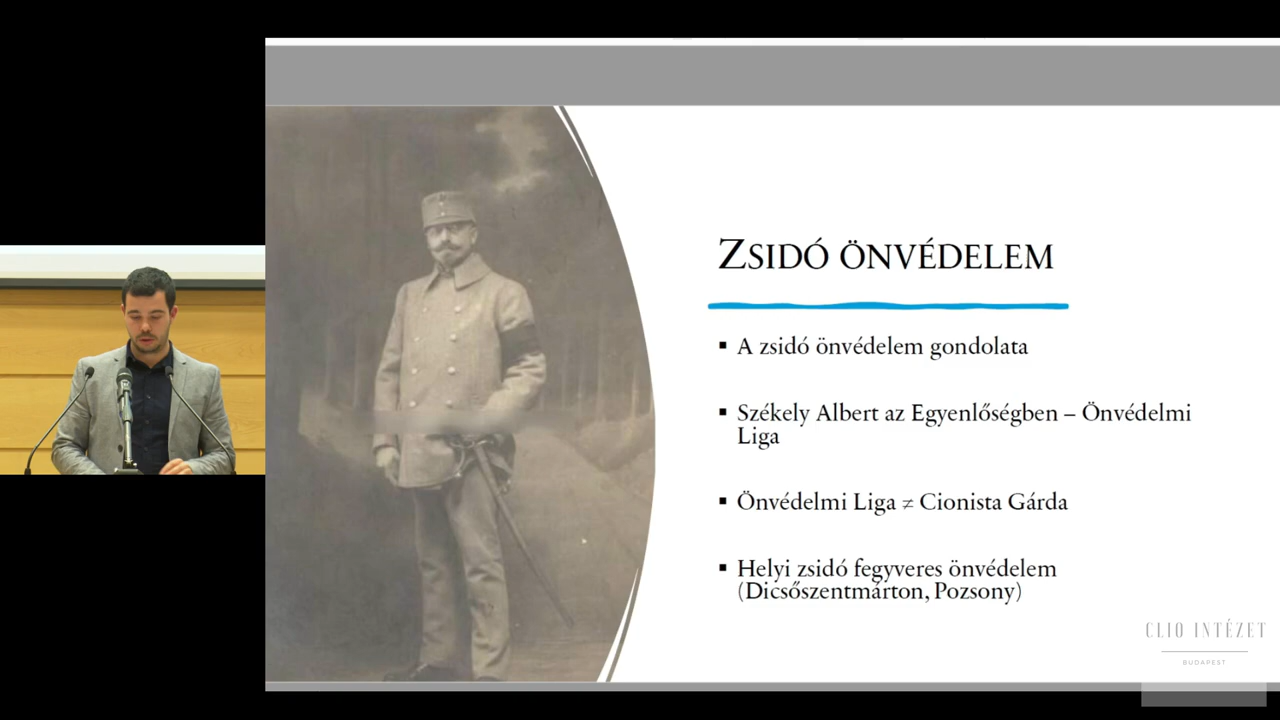 ZSIDÓ ÖNVÉDELEM
▪ A zsidó önvédelem gondolata
▪ Székely Albert az Egyenlőségben – Önvédelmi
Liga
▪ Önvédelmi Liga ≠ Cionista Gárda
▪ Helyi zsidó fegyveres önvédelem
(Dicsőszentmárton, Pozsony)
CLIO INTÉZET
BUDAPEST